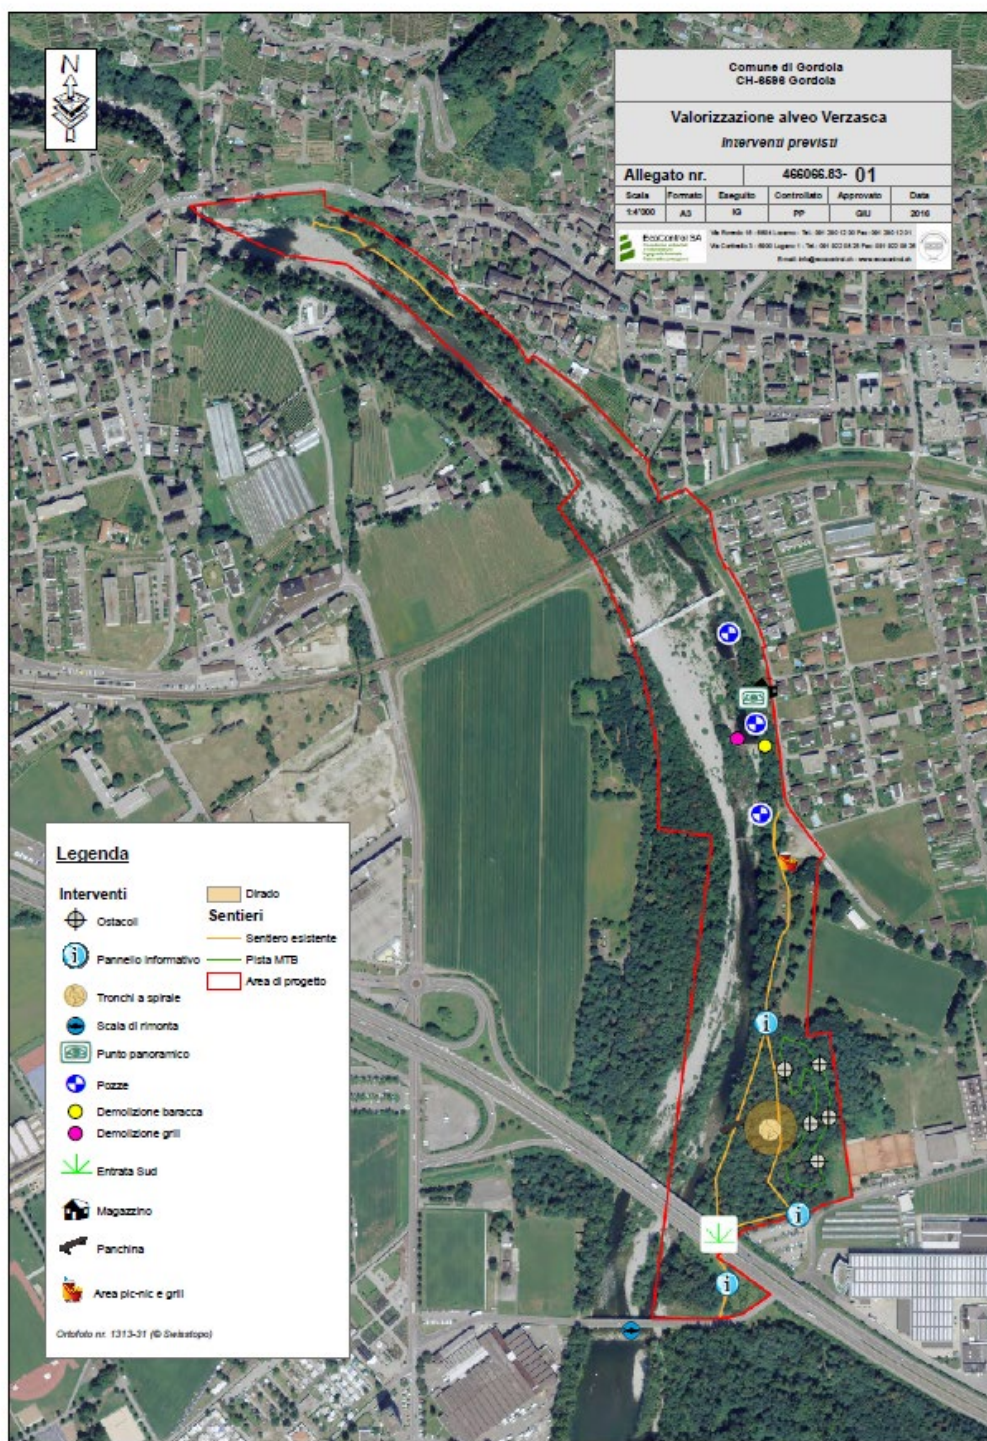 N
Comune di Gordola
CH-6596 Gordola
Valorizzazione alveo Verzasca
Interventi previsti
Allegato nr. 466066.83- 01
Scala Formato Eseguito Controllato Approvato Data
1:4'000 A3 IG PP GIU 2016
EcoControl SA
Legenda
Interventi
Ostacoli
Pannello informativo
Tronchi a spirale
Scala di rimonta
Punto panoramico
Pozze
Demolizione baracca
Demolizione grill
Entrata Sud
Magazzino
Panchina
Area pic-nic e grill
Dirado
Sentieri
Sentiero esistente
Pista MTB
Area di progetto
Ortofoto nr. 1313-31 (© Swisstopo)